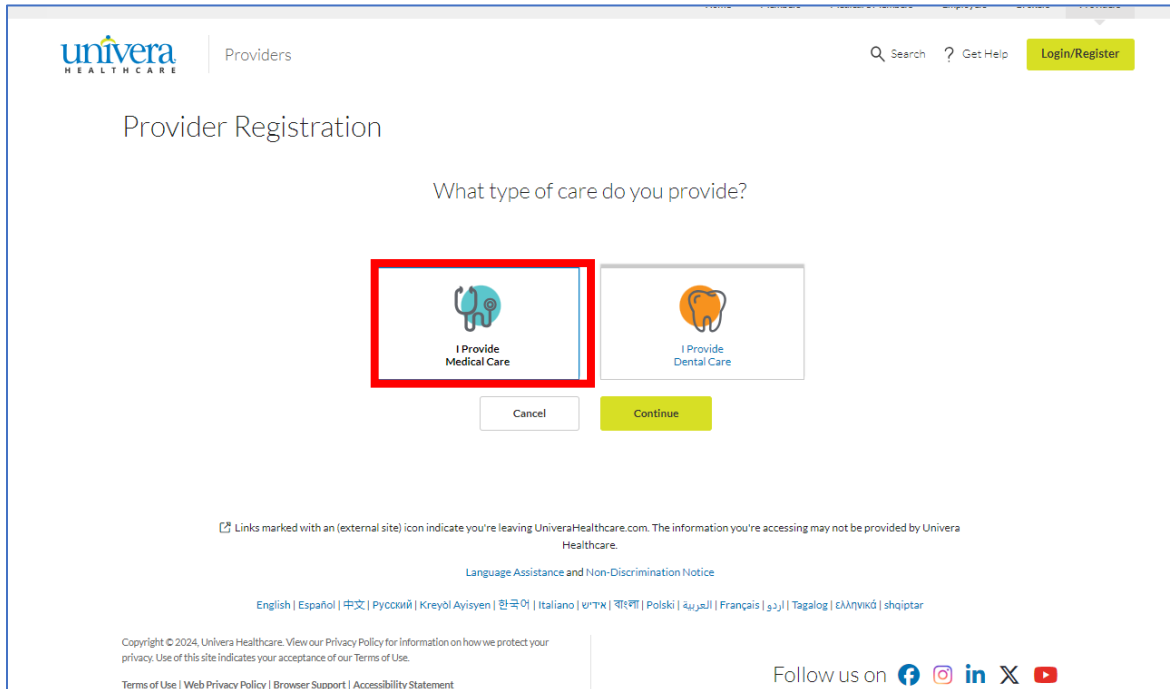 univera
HEALTHCARE
Providers
Search
? Get Help
Login/Register
Provider Registration
What type of care do you provide?
I Provide
Medical Care
I Provide
Dental Care
Cancel
Continue
Links marked with an (external site) icon indicate you're leaving UniveraHealthcare.com. The information you're accessing may not be provided by Univera
Healthcare.
Language Assistance and Non-Discrimination Notice
English | Español | 中文 | Русский | Kreyòl Ayisyen | 한국어 | Italiano | אידיש | বাংলা | Polski | العربية | Français | اردو | Tagalog | ελληνικά | shqiptar
Copyright © 2024, Univera Healthcare. View our Privacy Policy for information on how we protect your
privacy. Use of this site indicates your acceptance of our Terms of Use.
Terms of Use | Web Privacy Policy | Browser Support | Accessibility Statement
Follow us on